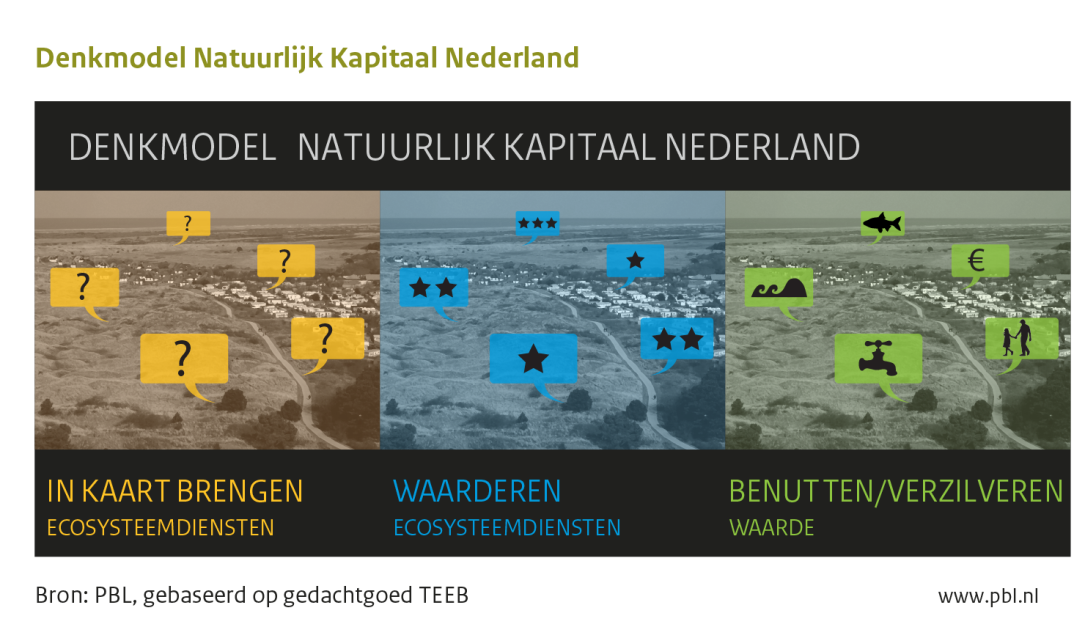 Denkmodel Natuurlijk Kapitaal Nederland
DENKMODEL NATUURLIJK KAPITAAL NEDERLAND
?
?
?
?
?
€
IN KAART BRENGEN
ECOSYSTEEMDIENSTEN
WAARDEREN
ECOSYSTEEMDIENSTEN
BENUTTEN/VERZILVEREN
WAARDE
Bron: PBL, gebaseerd op gedachtgoed TEEB
www.pbl.nl